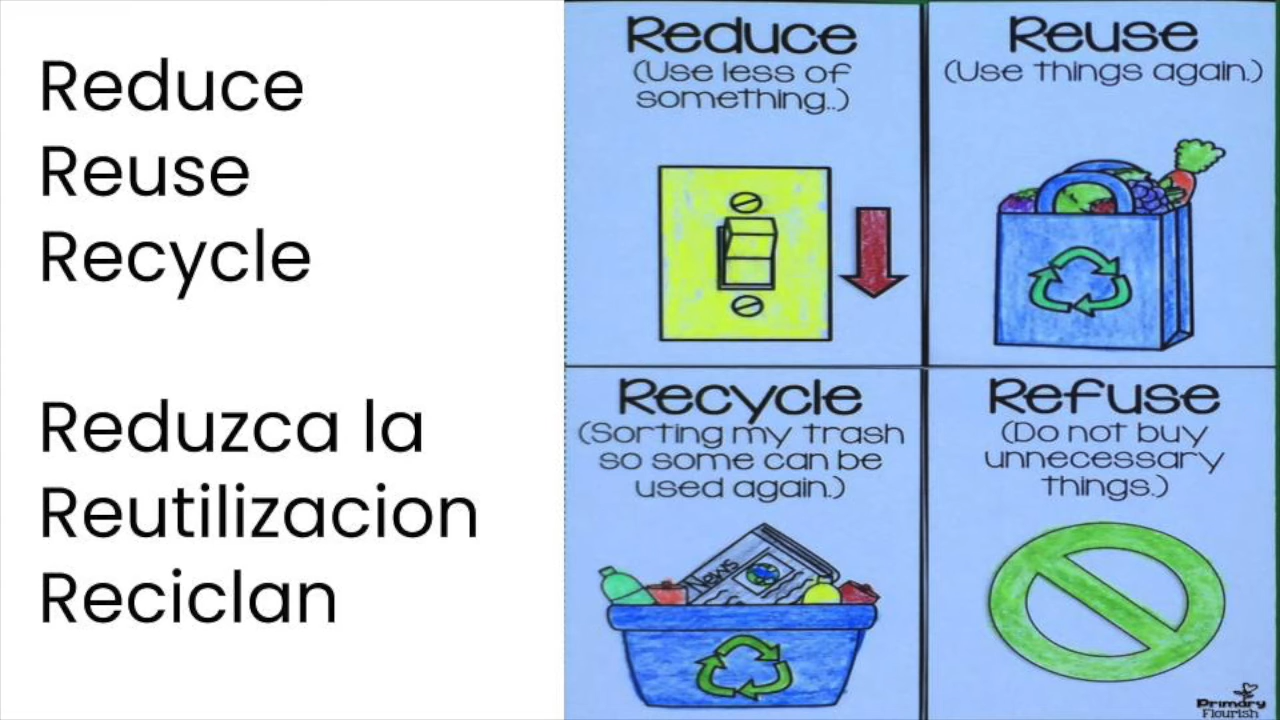 Reduce
Reuse
Recycle
Reduzca la
Reutilizacion
Reciclan
Reduce
(Use less of
something..)
Reuse
(Use things again.)
Recycle
(Sorting my trash
so some can be
used again.)
News
Refuse
(Do not buy
unnecessary
things.)
Primary
Flourish